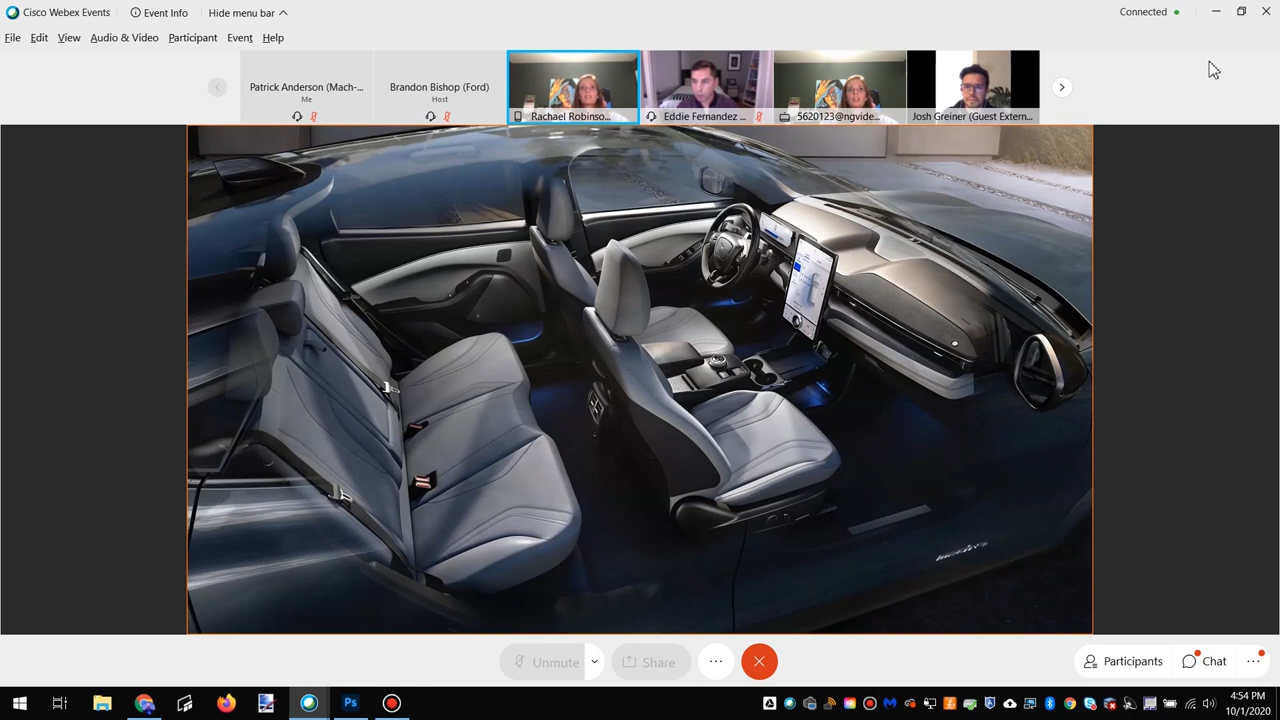 Cisco Webex Events
Event Info
Hide menu bar
Connected
File Edit View Audio & Video Participant Event Help
Patrick Anderson (Mach-...
Me
Brandon Bishop (Ford)
Host
Rachael Robinso...
Eddie Fernandez ...
5620123@ngvide...
Josh Greiner (Guest Extern...
Unmute
Share
Participants
Chat
Ps
4:54 PM
10/1/2020